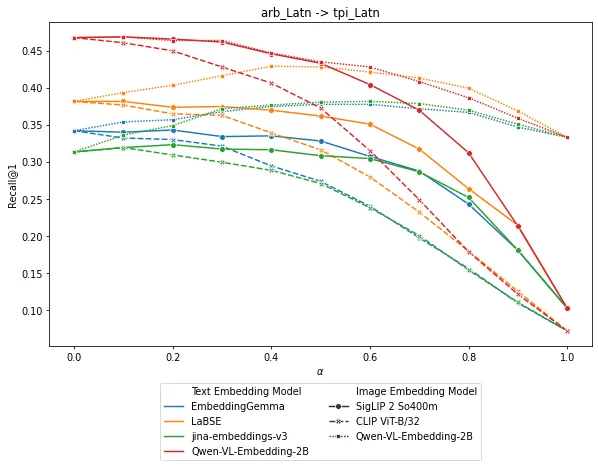 arb_Latn -> tpi_Latn
Recall@1
0.45
0.40
0.35
0.30
0.25
0.20
0.15
0.10
0.0 0.2 0.4 0.6 0.8 1.0
α
Text Embedding Model
EmbeddingGemma
LaBSE
jina-embeddings-v3
Qwen-VL-Embedding-2B
Image Embedding Model
SigLIP 2 So400m
CLIP ViT-B/32
Qwen-VL-Embedding-2B